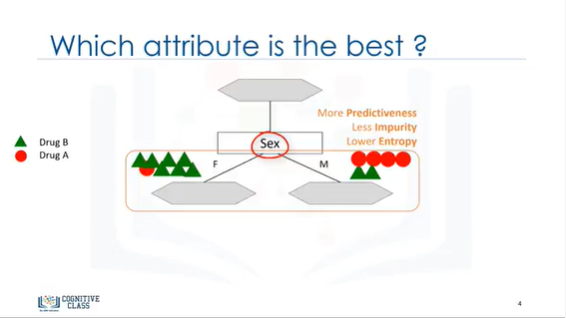 Which attribute is the best ?
More Predictiveness
Less Impurity
Lower Entropy
Sex
Drug B
Drug A
F
M
COGNITIVE
CLASS
4